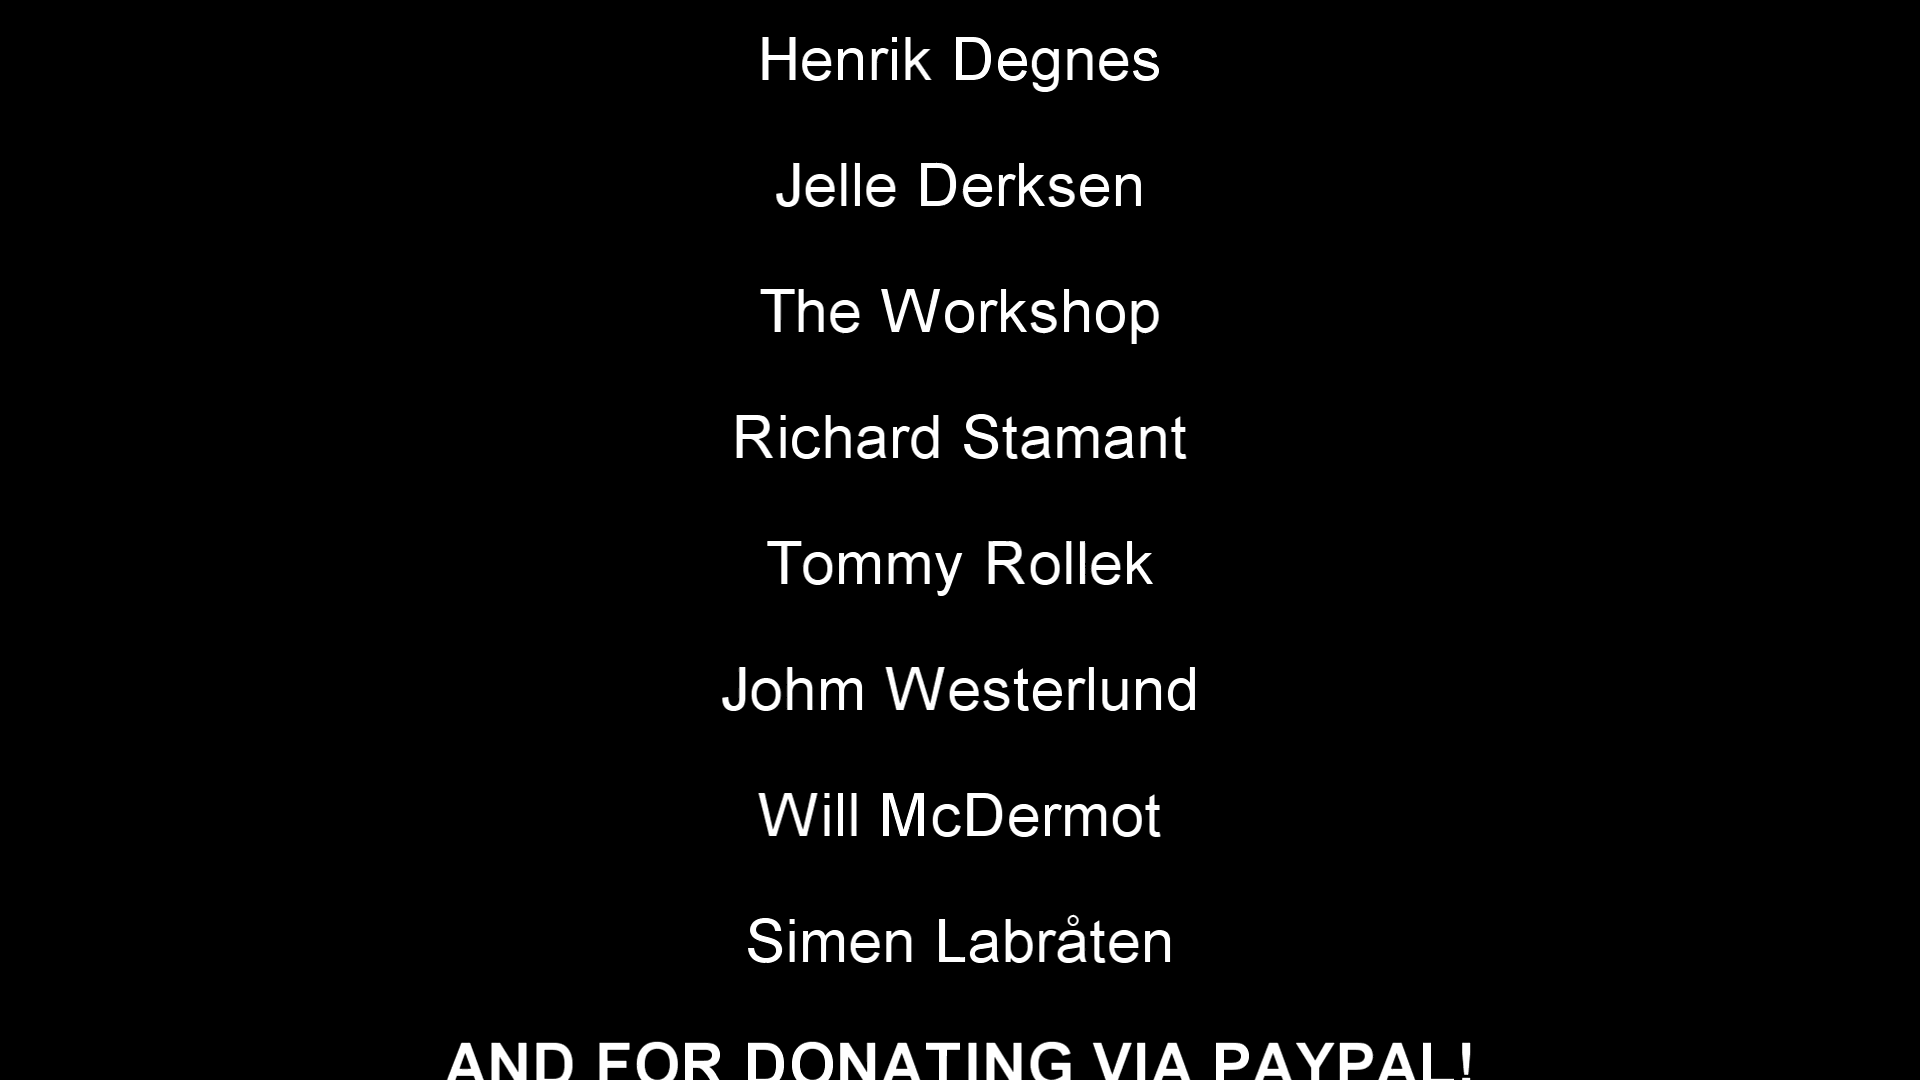 Henrik Degnes
Jelle Derksen
The Workshop
Richard Stamant
Tommy Rollek
Johm Westerlund
Will McDermot
Simen Labråten
AND FOR DONATING VIA PAYPAL!